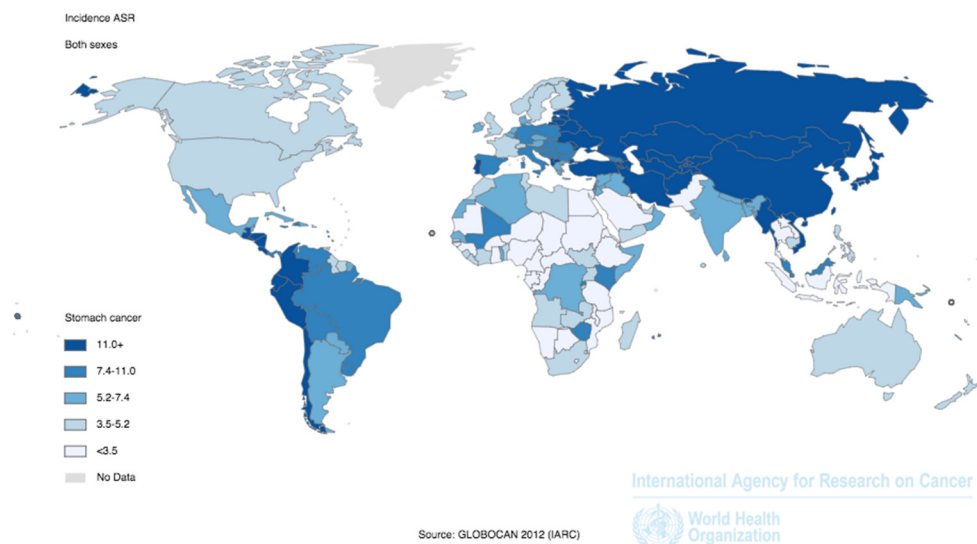 Incidence ASR
Both sexes
Stomach cancer
11.0+
7.4-11.0
5.2-7.4
3.5-5.2
<3.5
No Data
International Agency for Research on Cancer
World Health
Organization
Source: GLOBOCAN 2012 (IARC)